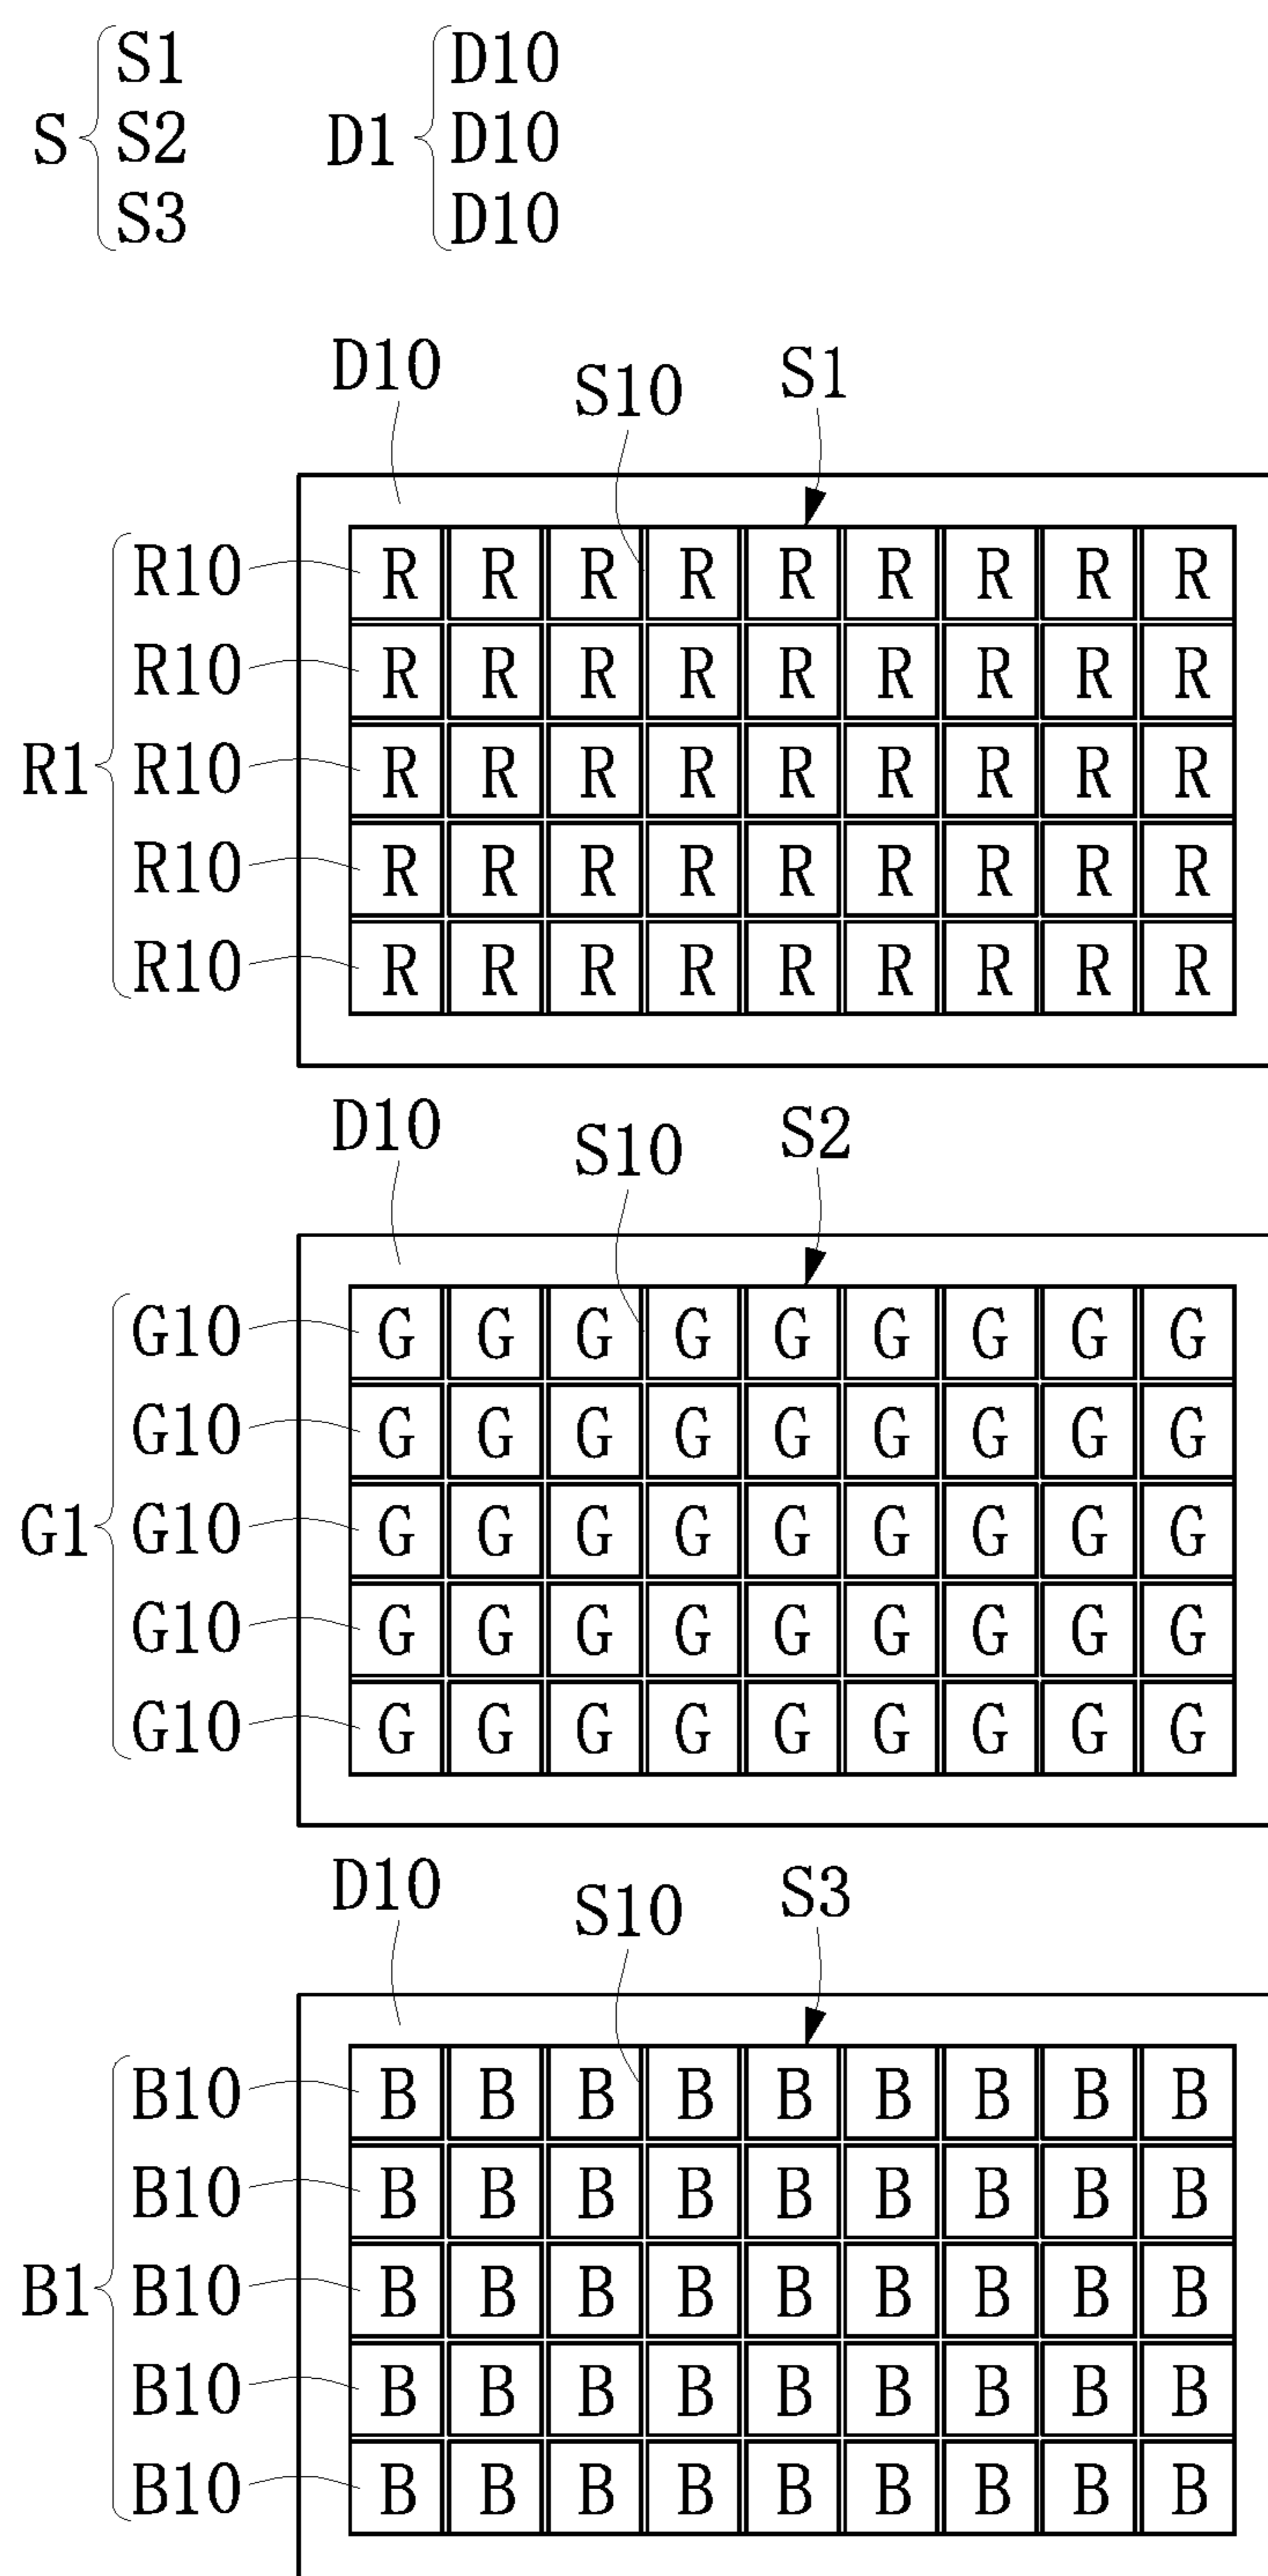 S1 D10
S S2 D1 D10
S3 D10
D10 S10 S1
R10 R R R R R R R R R
R10 R R R R R R R R R
R1 R10 R R R R R R R R R
R10 R R R R R R R R R
R10 R R R R R R R R R
D10 S10 S2
G10 G G G G G G G G G
G10 G G G G G G G G G
G1 G10 G G G G G G G G G
G10 G G G G G G G G G
G10 G G G G G G G G G
D10 S10 S3
B10 B B B B B B B B B
B10 B B B B B B B B B
B1 B10 B B B B B B B B B
B10 B B B B B B B B B
B10 B B B B B B B B B